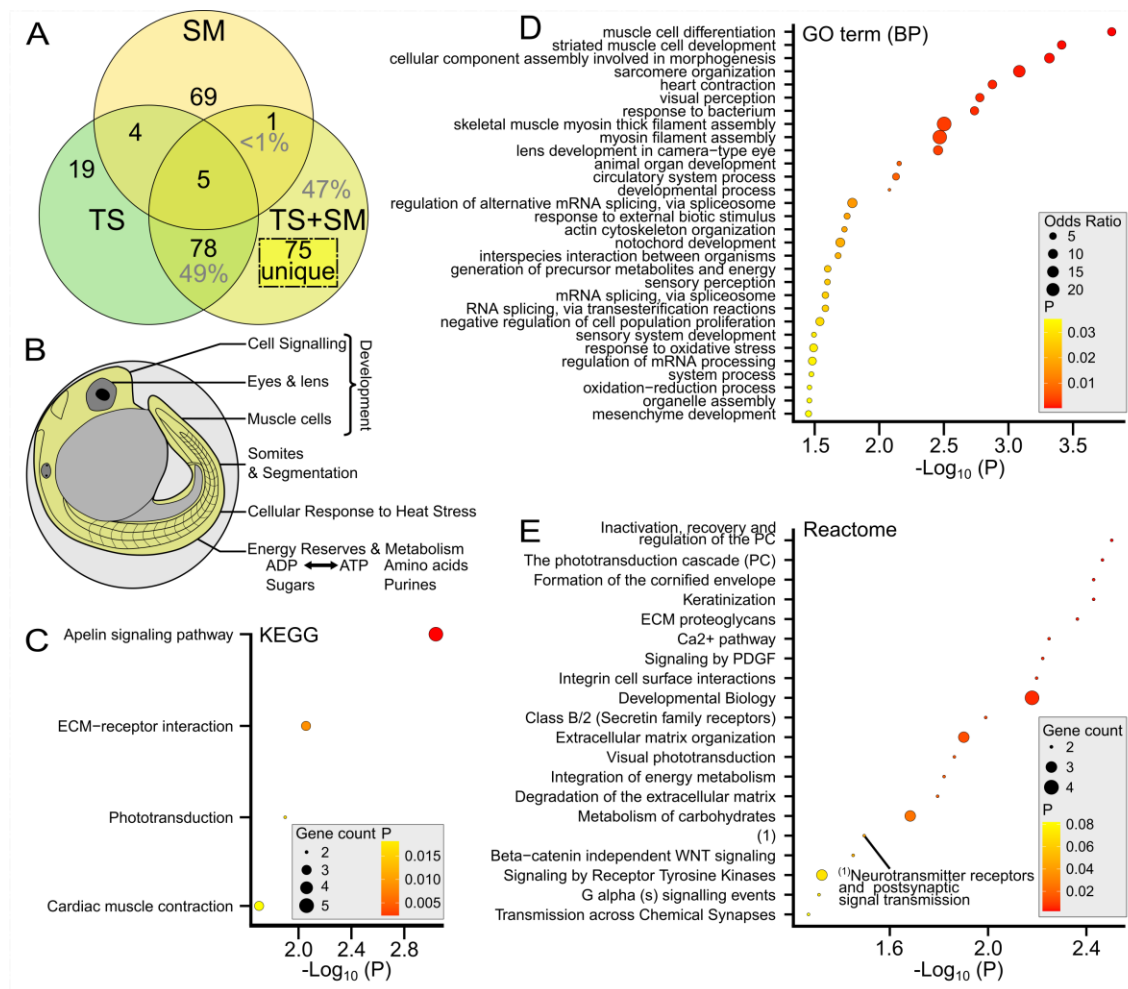 A
SM
69
4
1
<1%
19
5
47%
TS
TS+SM
78
49%
75
unique
B
Cell Signalling
Eyes & lens
Muscle cells
Development
Somites
& Segmentation
Cellular Response to Heat Stress
Energy Reserves & Metabolism
ADP ATP Amino acids
Sugars Purines
C
KEGG
Apelin signaling pathway
ECM−receptor interaction
Phototransduction
Cardiac muscle contraction
Gene count
2
3
4
5
P
0.015
0.010
0.005
2.0 2.4 2.8
-Log10 (P)
D
GO term (BP)
muscle cell differentiation
striated muscle cell development
cellular component assembly involved in morphogenesis
sarcomere organization
heart contraction
visual perception
response to bacterium
skeletal muscle myosin thick filament assembly
myosin filament assembly
lens development in camera−type eye
animal organ development
circulatory system process
developmental process
regulation of alternative mRNA splicing, via spliceosome
response to external biotic stimulus
actin cytoskeleton organization
notochord development
interspecies interaction between organisms
generation of precursor metabolites and energy
sensory perception
mRNA splicing, via spliceosome
RNA splicing, via transesterification reactions
negative regulation of cell population proliferation
sensory system development
response to oxidative stress
regulation of mRNA processing
system process
oxidation−reduction process
organelle assembly
mesenchyme development
Odds Ratio
5
10
15
20
P
0.03
0.02
0.01
1.5 2.0 2.5 3.0 3.5
-Log10 (P)
E
Reactome
Inactivation, recovery and
regulation of the PC
The phototransduction cascade (PC)
Formation of the cornified envelope
Keratinization
ECM proteoglycans
Ca2+ pathway
Signaling by PDGF
Integrin cell surface interactions
Developmental Biology
Class B/2 (Secretin family receptors)
Extracellular matrix organization
Visual phototransduction
Integration of energy metabolism
Degradation of the extracellular matrix
Metabolism of carbohydrates
(1)
Beta−catenin independent WNT signaling
Signaling by Receptor Tyrosine Kinases
G alpha (s) signalling events
Transmission across Chemical Synapses
(1)Neurotransmitter receptors
and postsynaptic
signal transmission
Gene count
2
3
4
P
0.08
0.06
0.04
0.02
1.6 2.0 2.4
-Log10 (P)